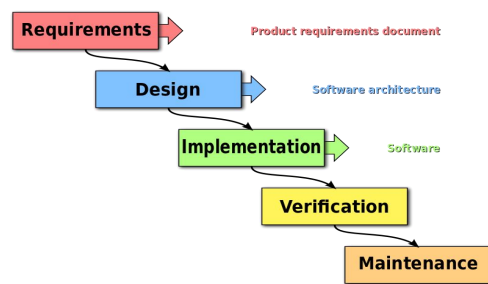 Requirements
Product requirements document
Design
Software architecture
Implementation
Software
Verification
Maintenance